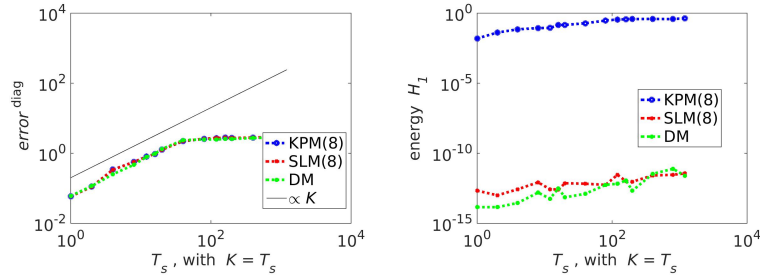 10^4
10^2
10^0
10^-2
error^diag
KPM(8)
SLM(8)
DM
∝ K
10^0
10^2
10^4
T_s , with K = T_s
10^0
10^-5
10^-10
10^-15
energy H_1
KPM(8)
SLM(8)
DM
10^0
10^2
10^4
T_s , with K = T_s